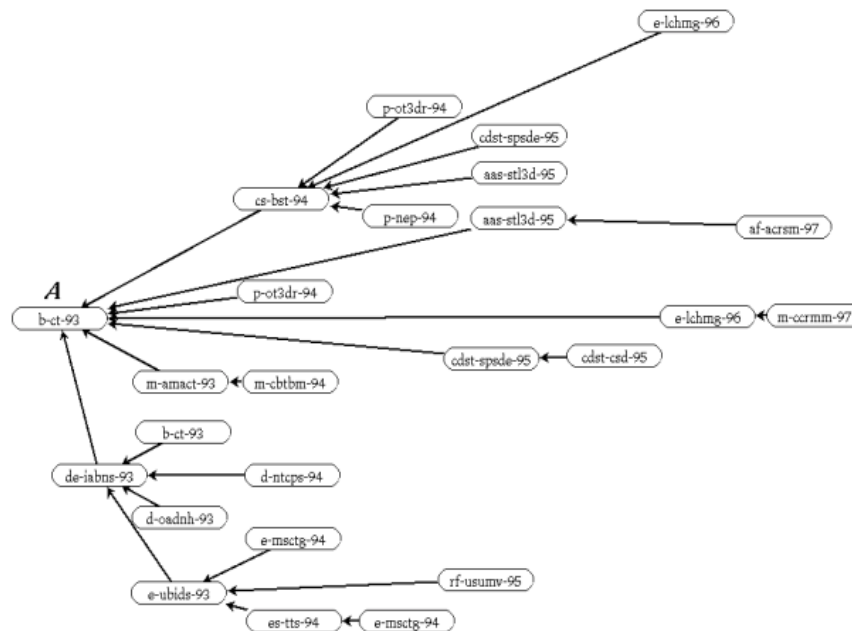 e-lchmg-96
p-ot3dr-94
cdst-spsde-95
aas-stl3d-95
cs-bst-94
p-nep-94
aas-stl3d-95
af-acrsm-97
A
p-ot3dr-94
b-ct-93
e-lchmg-96
m-ccrmm-97
cdst-spsde-95
cdst-csd-95
m-amact-93
m-cbtbm-94
b-ct-93
de-iabns-93
d-ntcps-94
d-oadnh-93
e-msctg-94
rf-usumv-95
e-ubids-93
es-tts-94
e-msctg-94